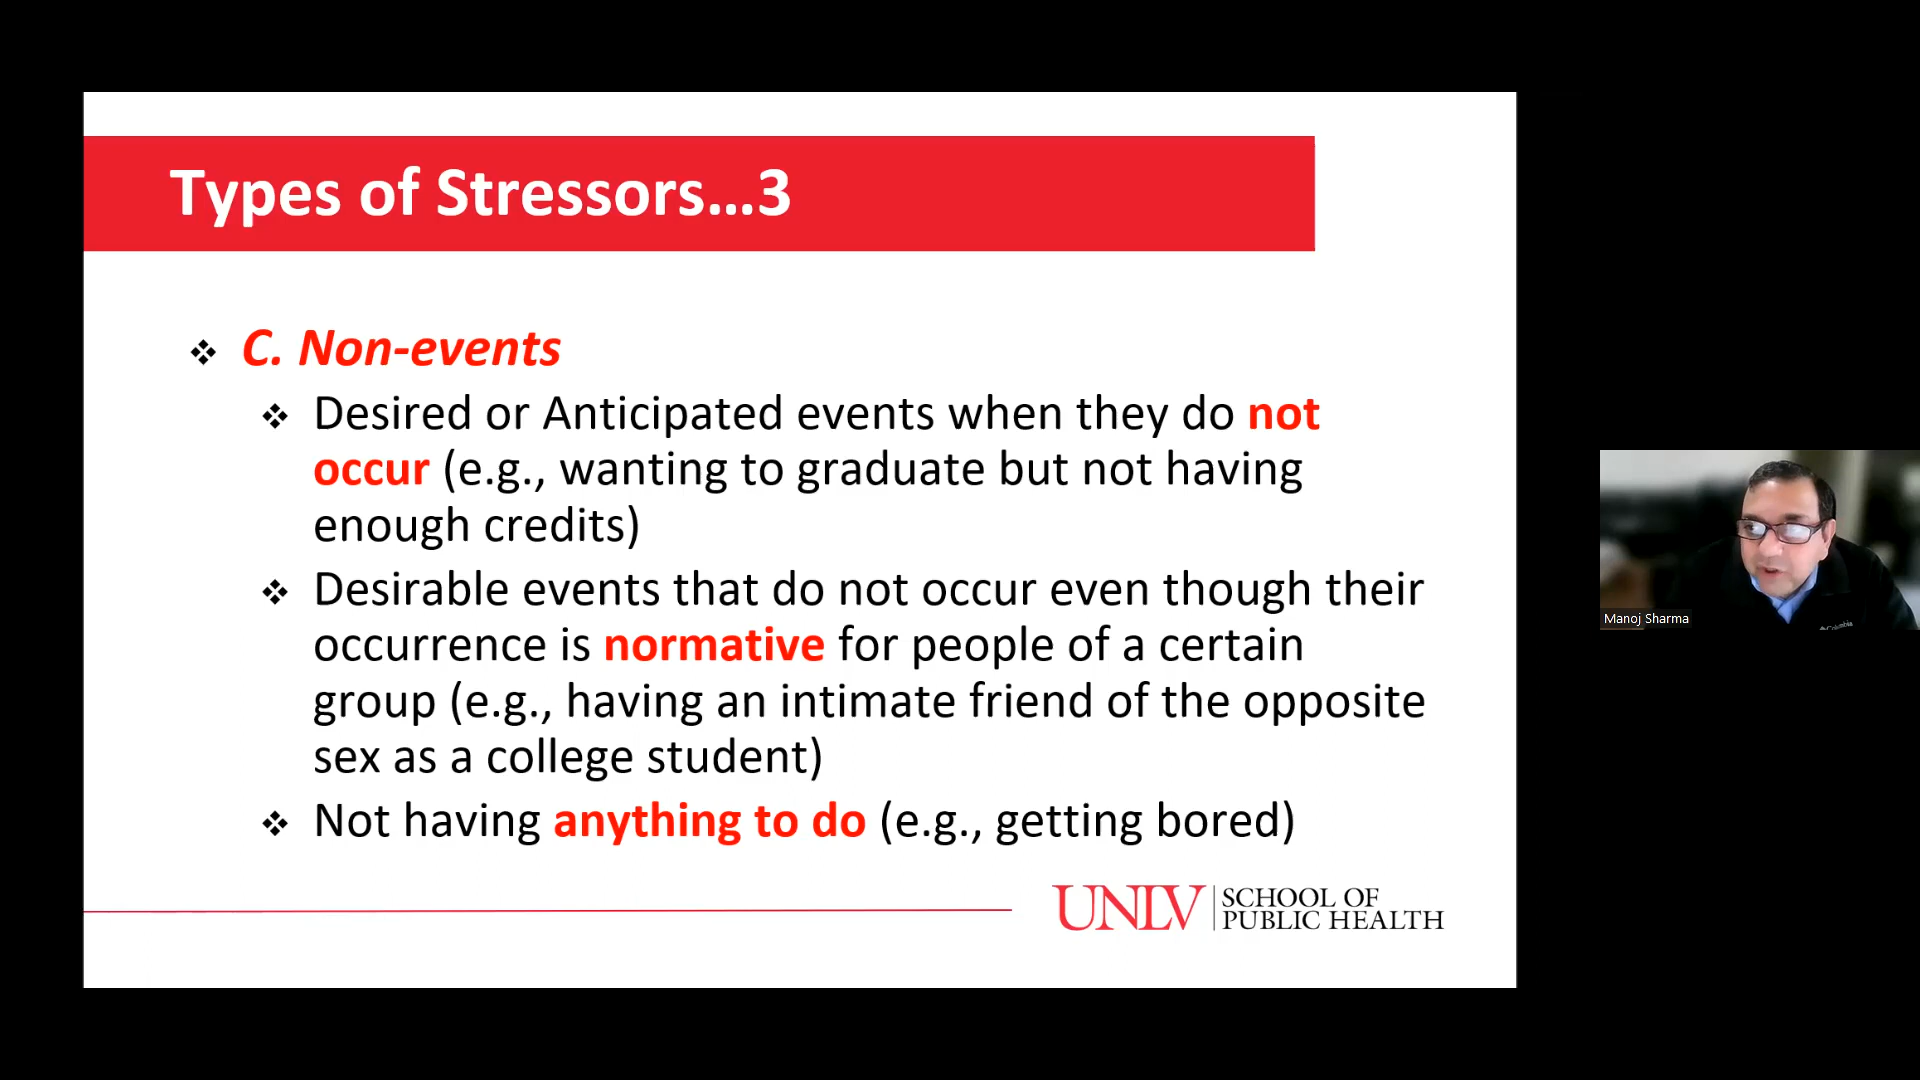 Types of Stressors...3
❖ C. Non-events
❖ Desired or Anticipated events when they do not
occur (e.g., wanting to graduate but not having
enough credits)
❖ Desirable events that do not occur even though their
occurrence is normative for people of a certain
group (e.g., having an intimate friend of the opposite
sex as a college student)
❖ Not having anything to do (e.g., getting bored)
UNLV SCHOOL OF
PUBLIC HEALTH
Manoj Sharma
Columbia